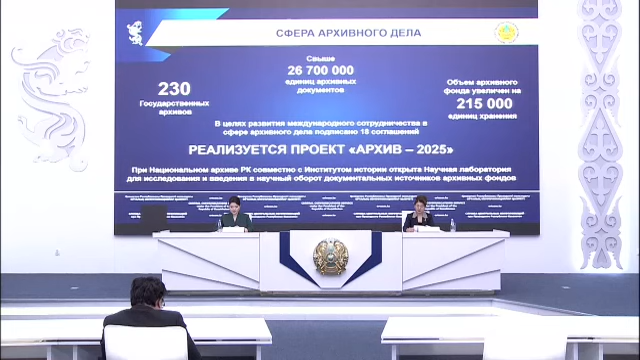 СФЕРА АРХИВНОГО ДЕЛА
Свыше
26 700 000
единиц архивных
документов
230
Государственных
архивов
Объем архивного
фонда увеличен на
215 000
единиц хранения
В целях развития международного сотрудничества в
сфере архивного дела подписано 18 соглашений
РЕАЛИЗУЕТСЯ ПРОЕКТ «АРХИВ – 2025»
При Национальном архиве РК совместно с Институтом истории открыта Научная лаборатория
для исследования и введения в научный оборот документальных источников архивных фондов